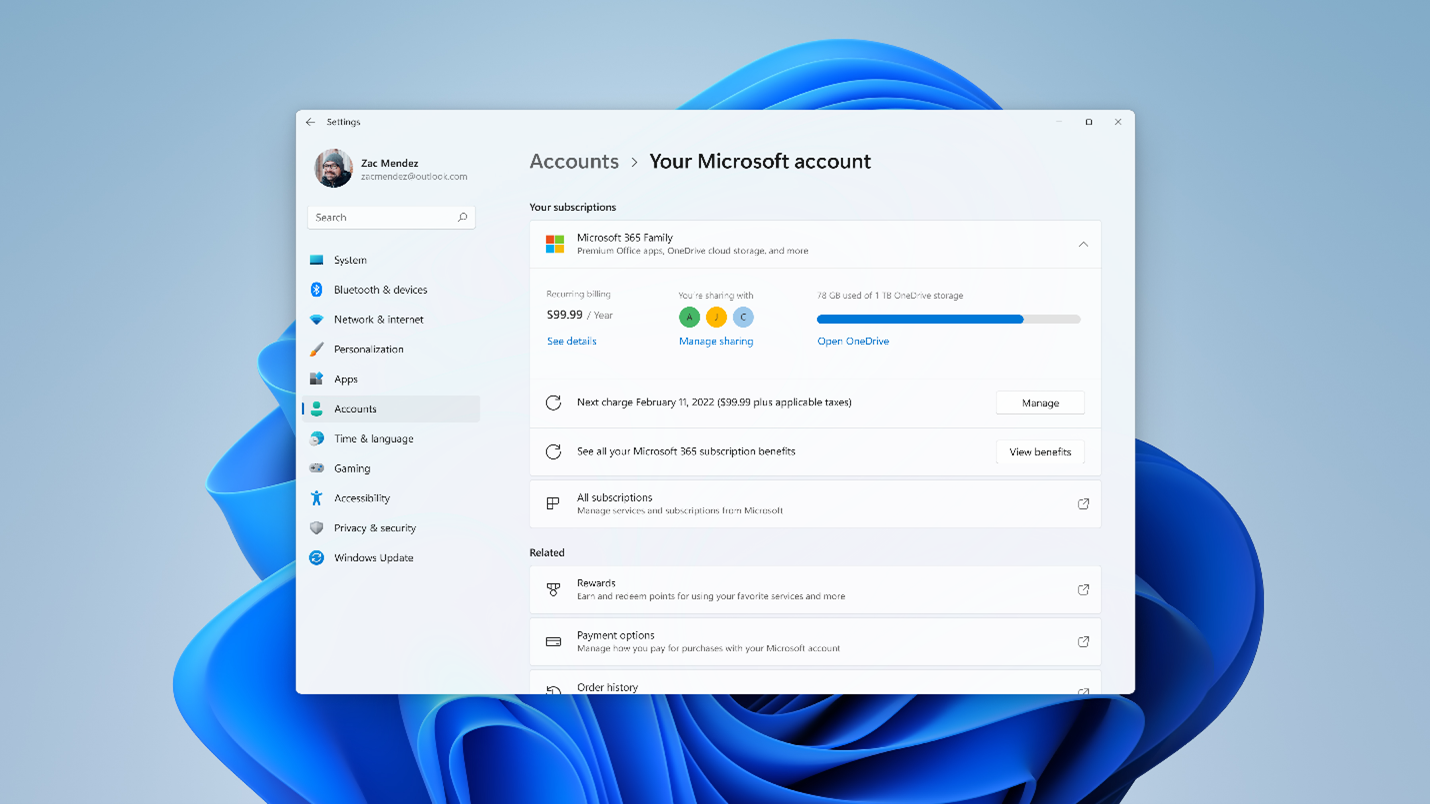 Settings
Zac Mendez
zacmendez@outlook.com
Search
System
Bluetooth & devices
Network & internet
Personalization
Apps
Accounts
Time & language
Gaming
Accessibility
Privacy & security
Windows Update
Accounts > Your Microsoft account
Your subscriptions
Microsoft 365 Family
Premium Office apps, OneDrive cloud storage, and more
Recurring billing
$99.99 / Year
See details
You're sharing with
A J C
Manage sharing
78 GB used of 1 TB OneDrive storage
Open OneDrive
Next charge February 11, 2022 ($99.99 plus applicable taxes)
Manage
See all your Microsoft 365 subscription benefits
View benefits
All subscriptions
Manage services and subscriptions from Microsoft
Related
Rewards
Earn and redeem points for using your favorite services and more
Payment options
Manage how you pay for purchases with your Microsoft account
Order history